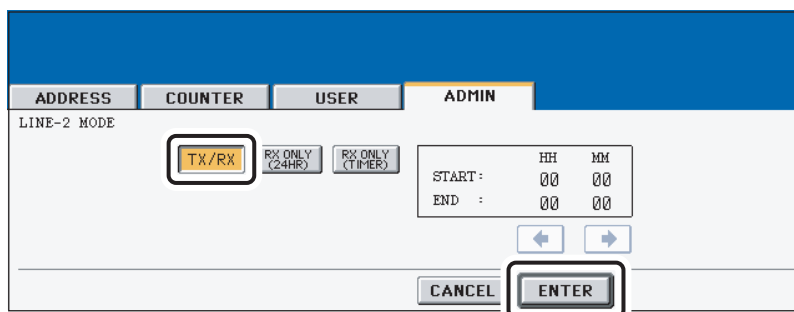 ADDRESS COUNTER USER ADMIN
LINE-2 MODE
TX/RX RX ONLY (24HR) RX ONLY (TIMER)
HH MM
START: 00 00
END : 00 00
CANCEL ENTER